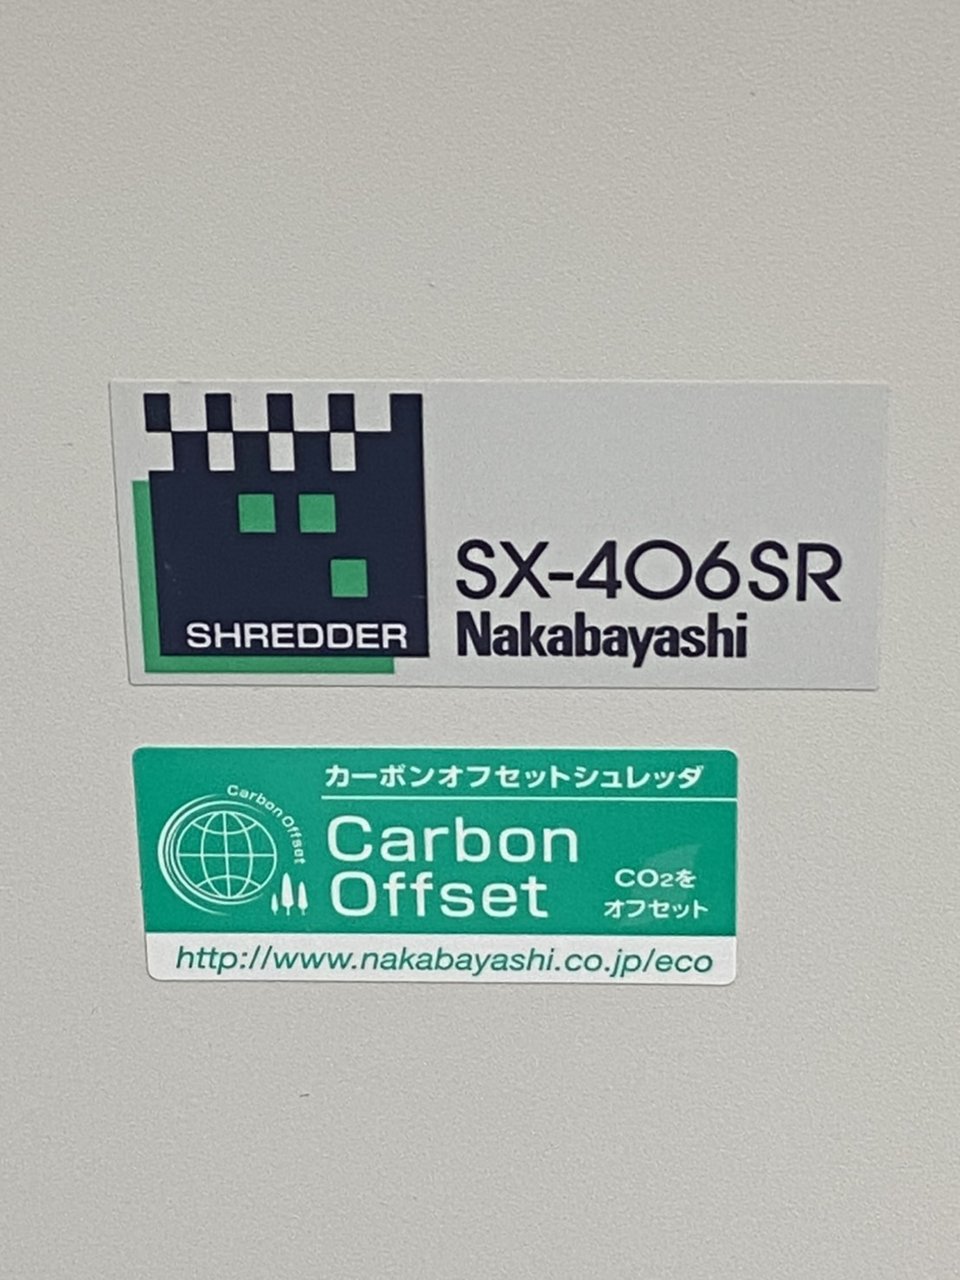 SHREDDER
SX-406SR
Nakabayashi
カーボンオフセットシュレッダ
Carbon Offset
Carbon
Offset
CO2を
オフセット
http://www.nakabayashi.co.jp/eco